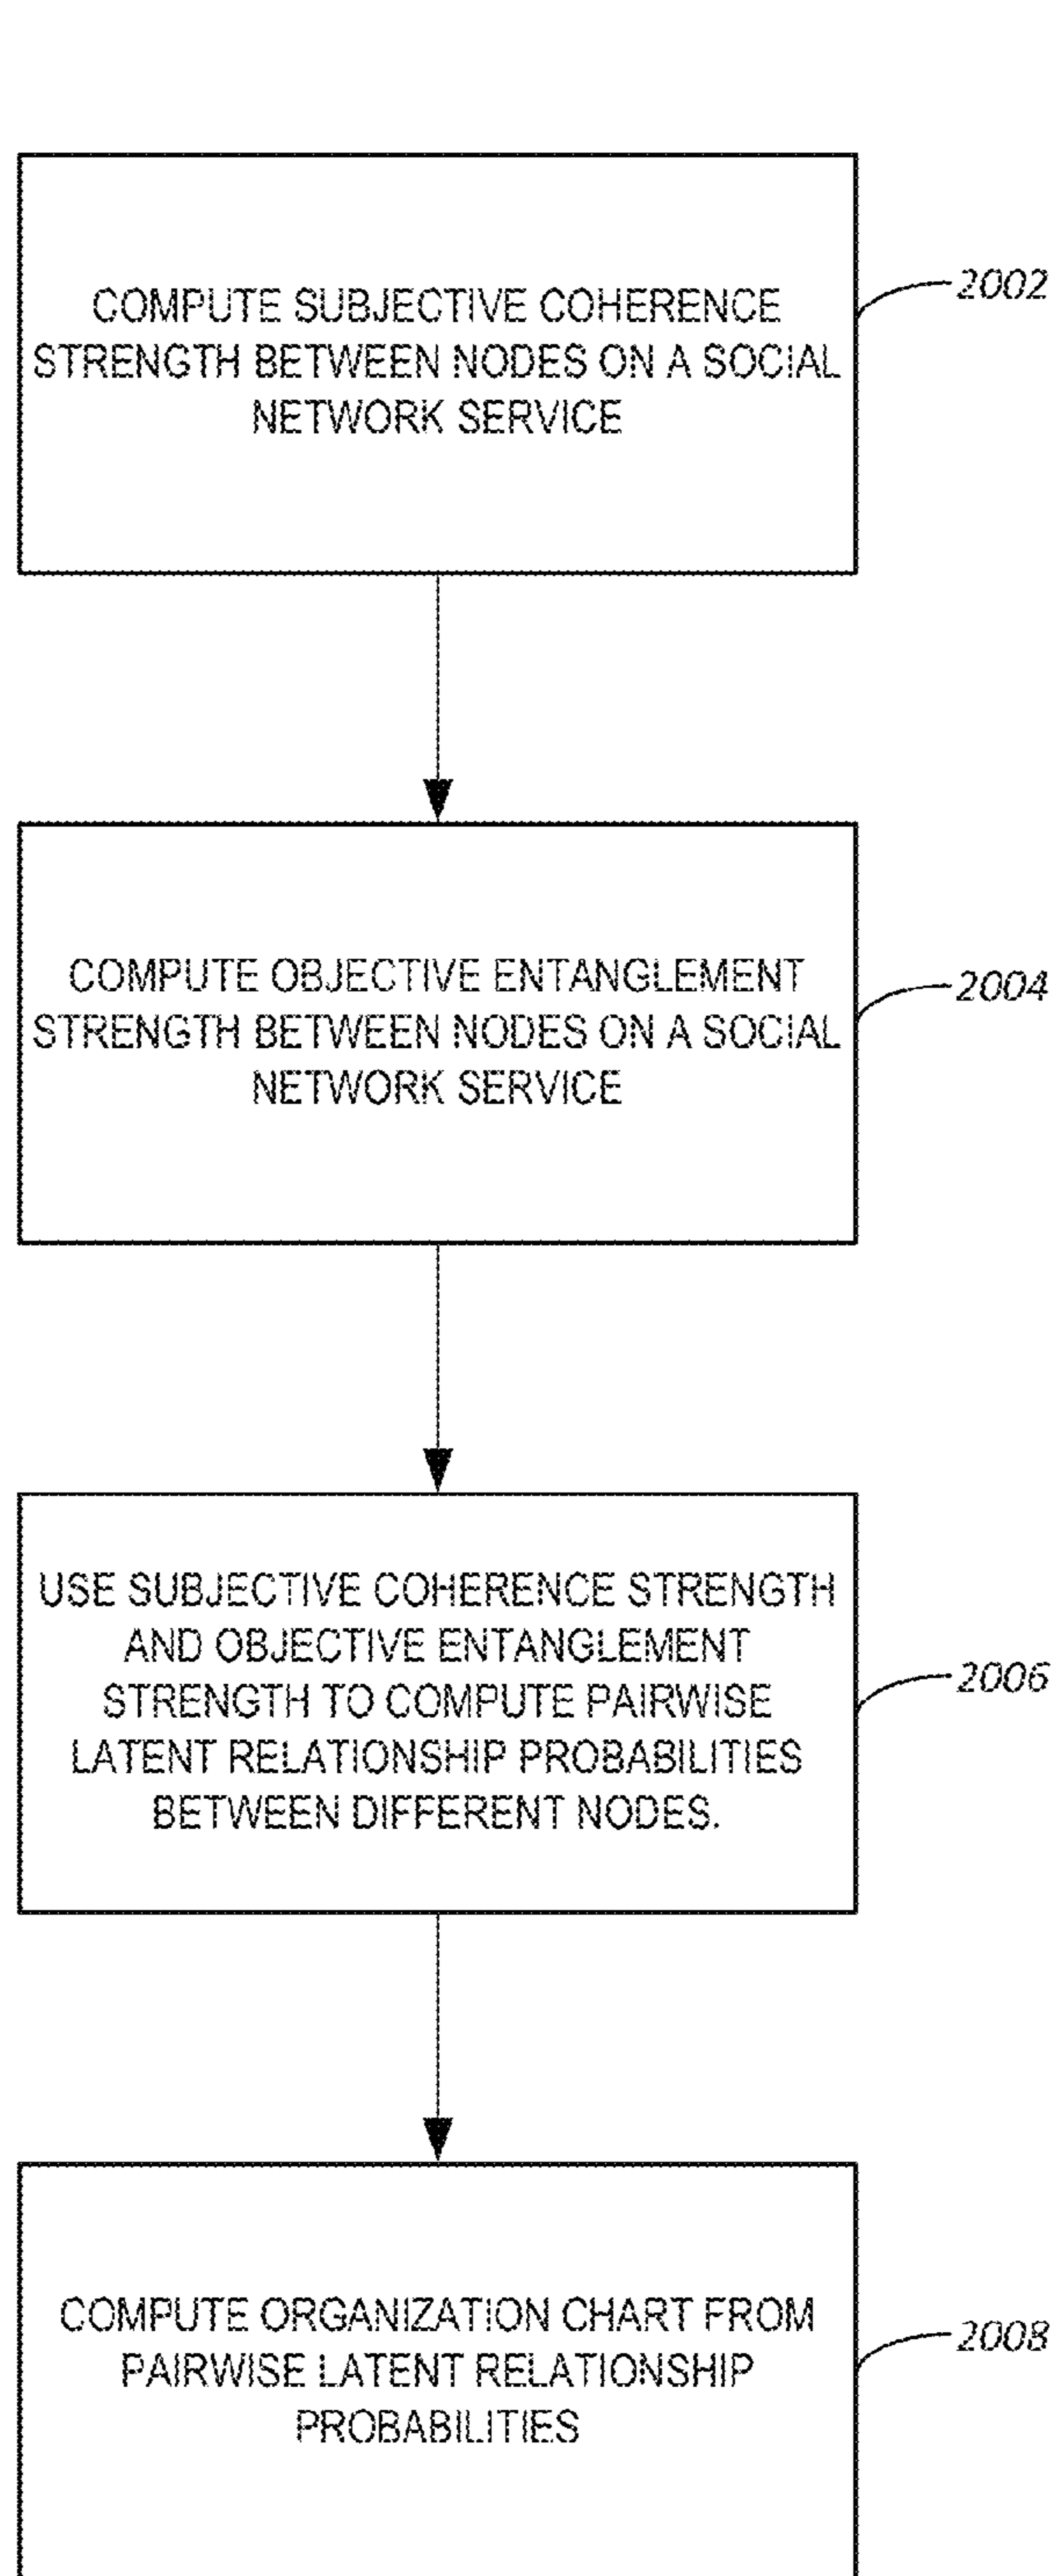 COMPUTE SUBJECTIVE COHERENCE
STRENGTH BETWEEN NODES ON A SOCIAL
NETWORK SERVICE
2002
COMPUTE OBJECTIVE ENTANGLEMENT
STRENGTH BETWEEN NODES ON A SOCIAL
NETWORK SERVICE
2004
USE SUBJECTIVE COHERENCE STRENGTH
AND OBJECTIVE ENTANGLEMENT
STRENGTH TO COMPUTE PAIRWISE
LATENT RELATIONSHIP PROBABILITIES
BETWEEN DIFFERENT NODES.
2006
COMPUTE ORGANIZATION CHART FROM
PAIRWISE LATENT RELATIONSHIP
PROBABILITIES
2008